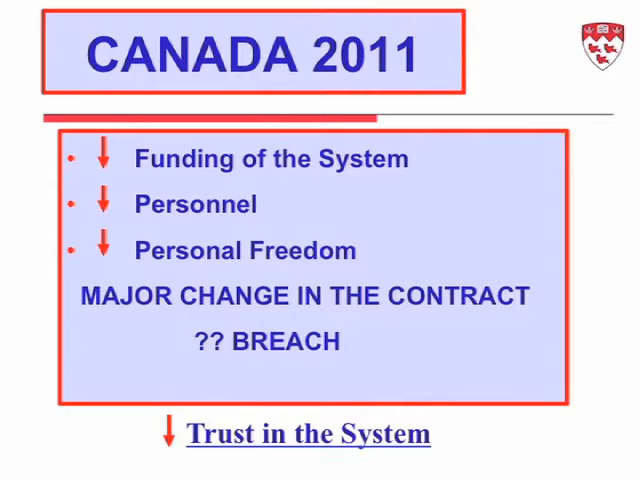 CANADA 2011
• ↓ Funding of the System
• ↓ Personnel
• ↓ Personal Freedom
MAJOR CHANGE IN THE CONTRACT
?? BREACH
↓ Trust in the System